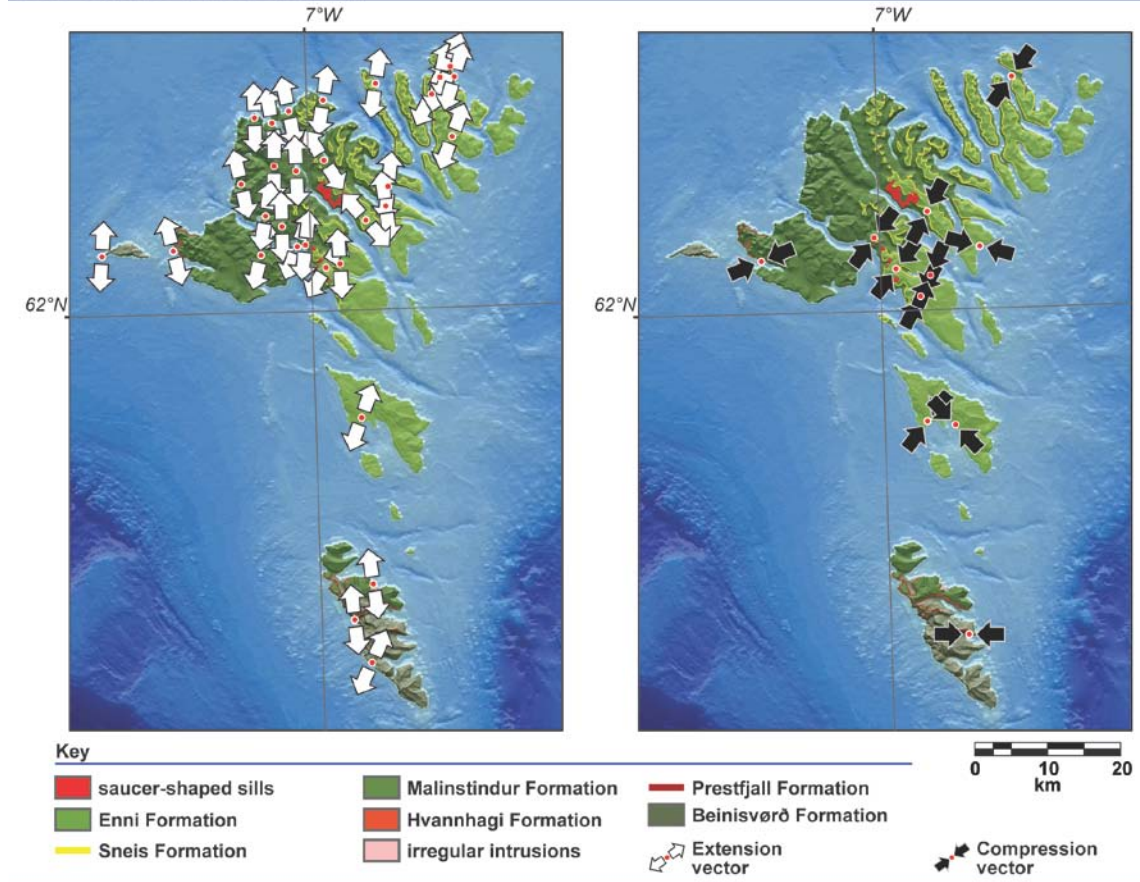 7°W
7°W
62°N
62°N
Key
saucer-shaped sills
Enni Formation
Sneis Formation
Malinstindur Formation
Hvannhagi Formation
irregular intrusions
Prestfjall Formation
Beinisvørð Formation
Extension
vector
Compression
vector
0 10 20
km